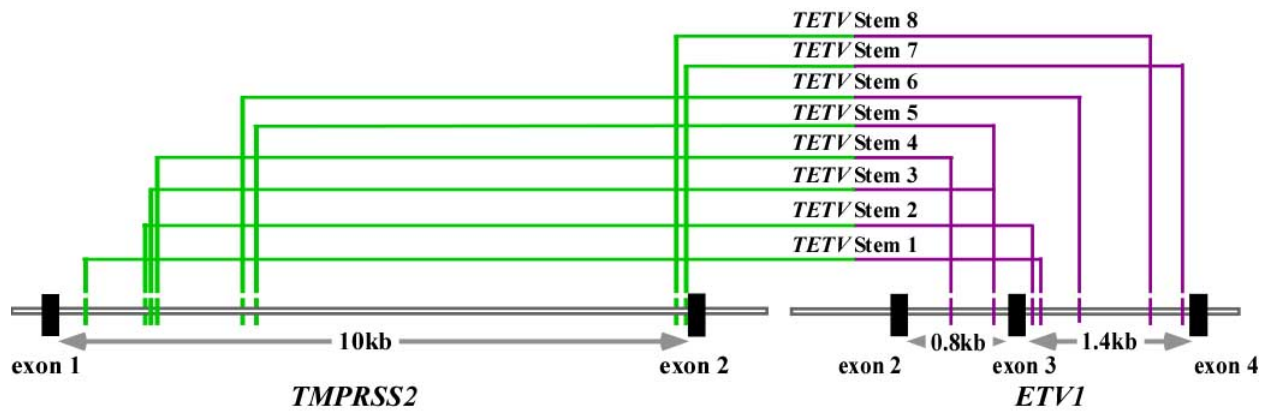 TETV Stem 8
TETV Stem 7
TETV Stem 6
TETV Stem 5
TETV Stem 4
TETV Stem 3
TETV Stem 2
TETV Stem 1
10kb
0.8kb
1.4kb
exon 1
exon 2
exon 2
exon 3
exon 4
TMPRSS2
ETV1